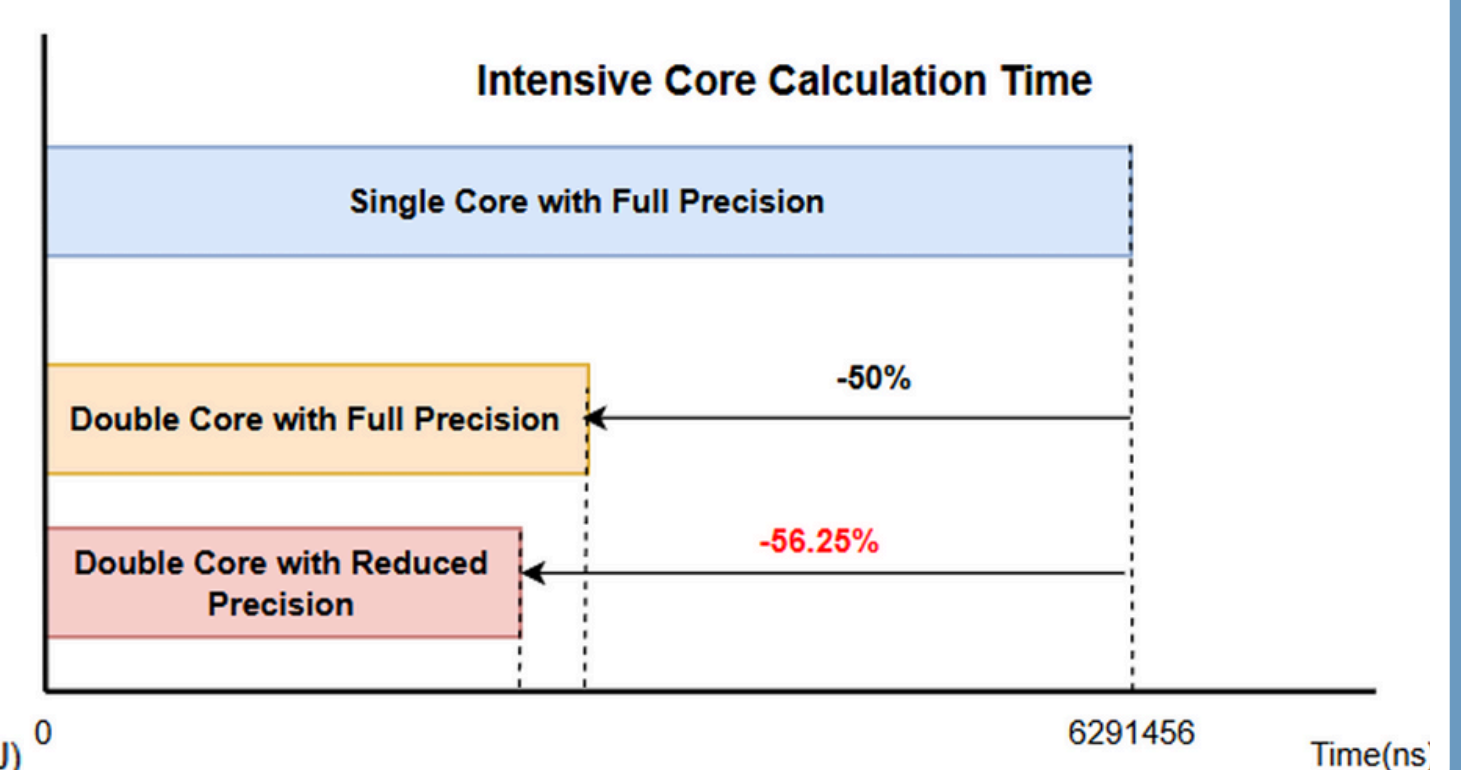 Intensive Core Calculation Time
Single Core with Full Precision
-50%
Double Core with Full Precision
-56.25%
Double Core with Reduced
Precision
0
6291456
Time(ns)